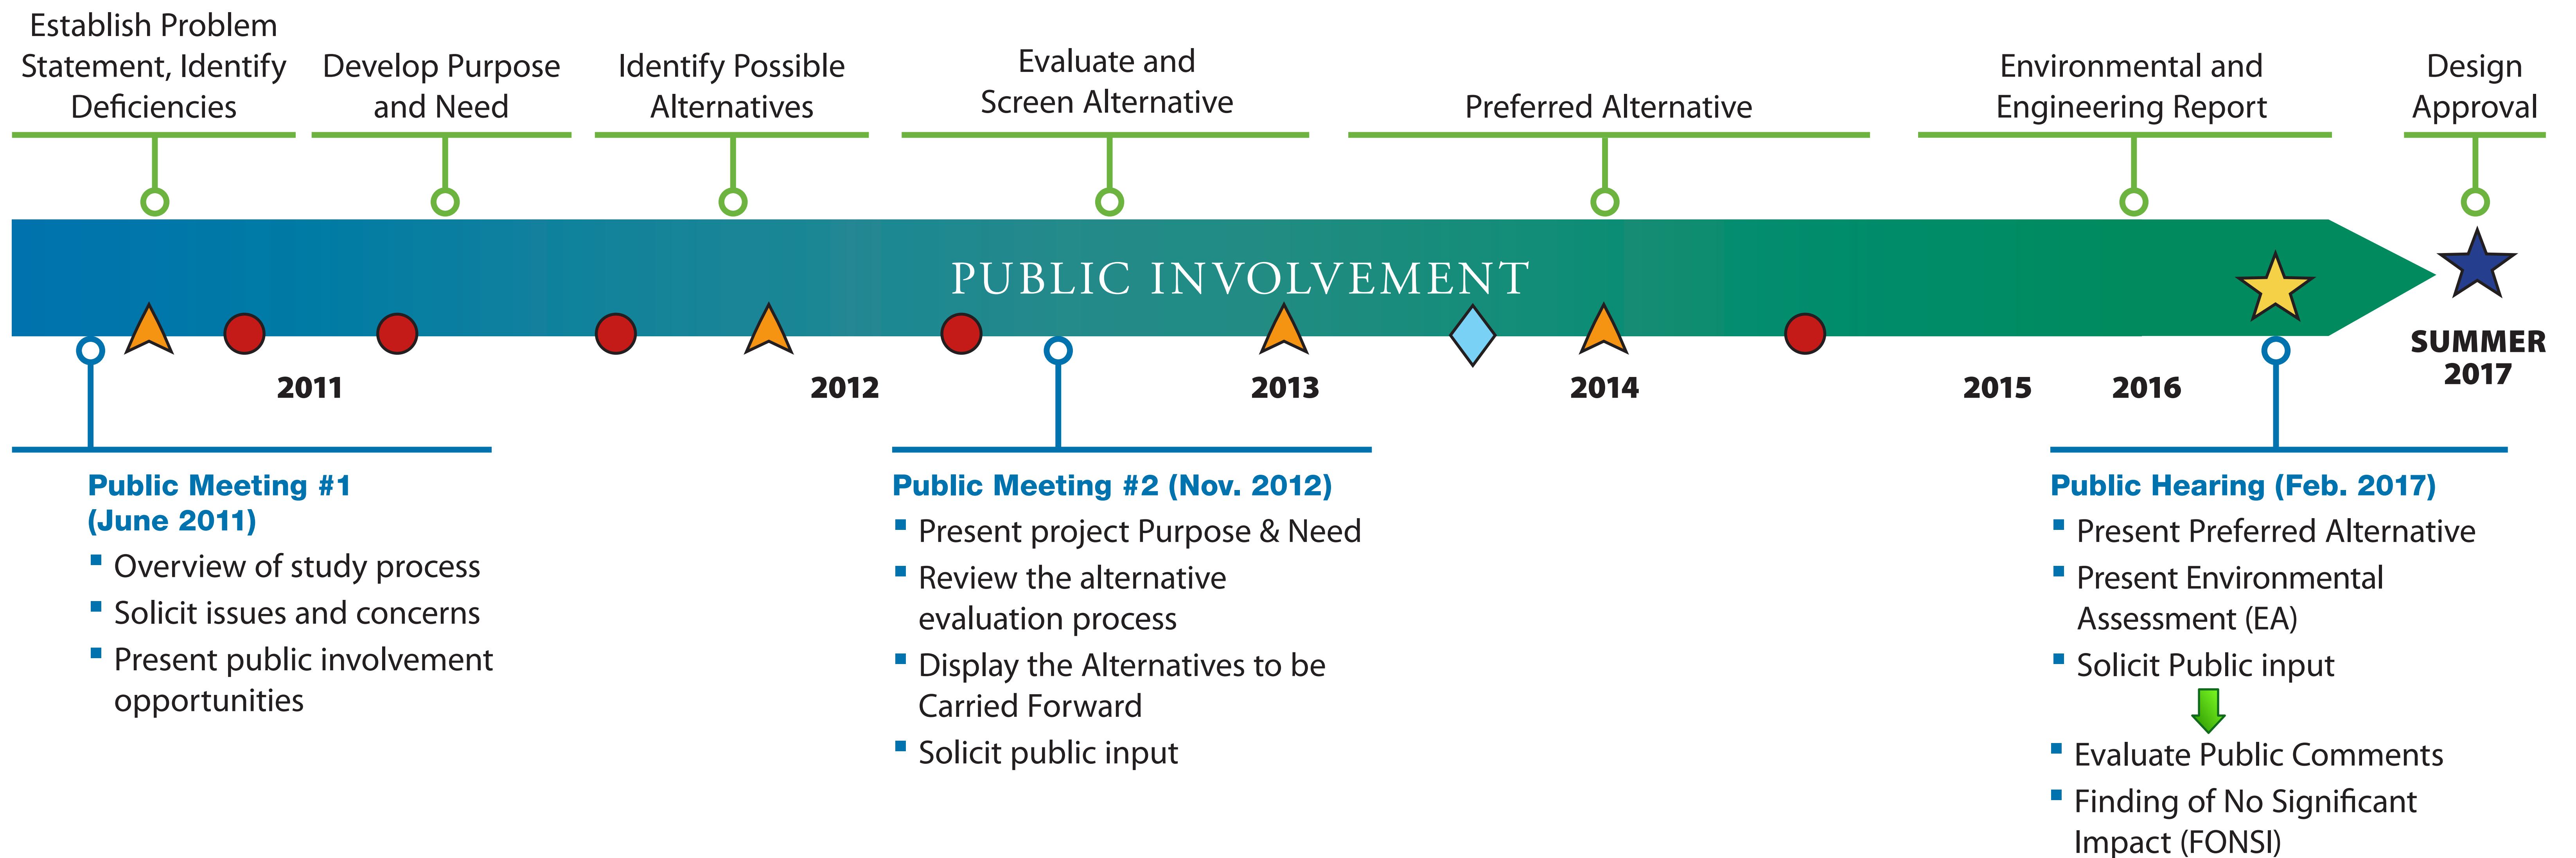 Establish Problem
Statement, Identify
Deficiencies
Develop Purpose
and Need
Identify Possible
Alternatives
Evaluate and
Screen Alternative
Preferred Alternative
Environmental and
Engineering Report
Design
Approval
PUBLIC INVOLVEMENT
2011
2012
2013
2014
2015
2016
SUMMER
2017
Public Meeting #1
(June 2011)
Overview of study process
Solicit issues and concerns
Present public involvement
opportunities
Public Meeting #2 (Nov. 2012)
Present project Purpose & Need
Review the alternative
evaluation process
Display the Alternatives to be
Carried Forward
Solicit public input
Public Hearing (Feb. 2017)
Present Preferred Alternative
Present Environmental
Assessment (EA)
Solicit Public input
Evaluate Public Comments
Finding of No Significant
Impact (FONSI)